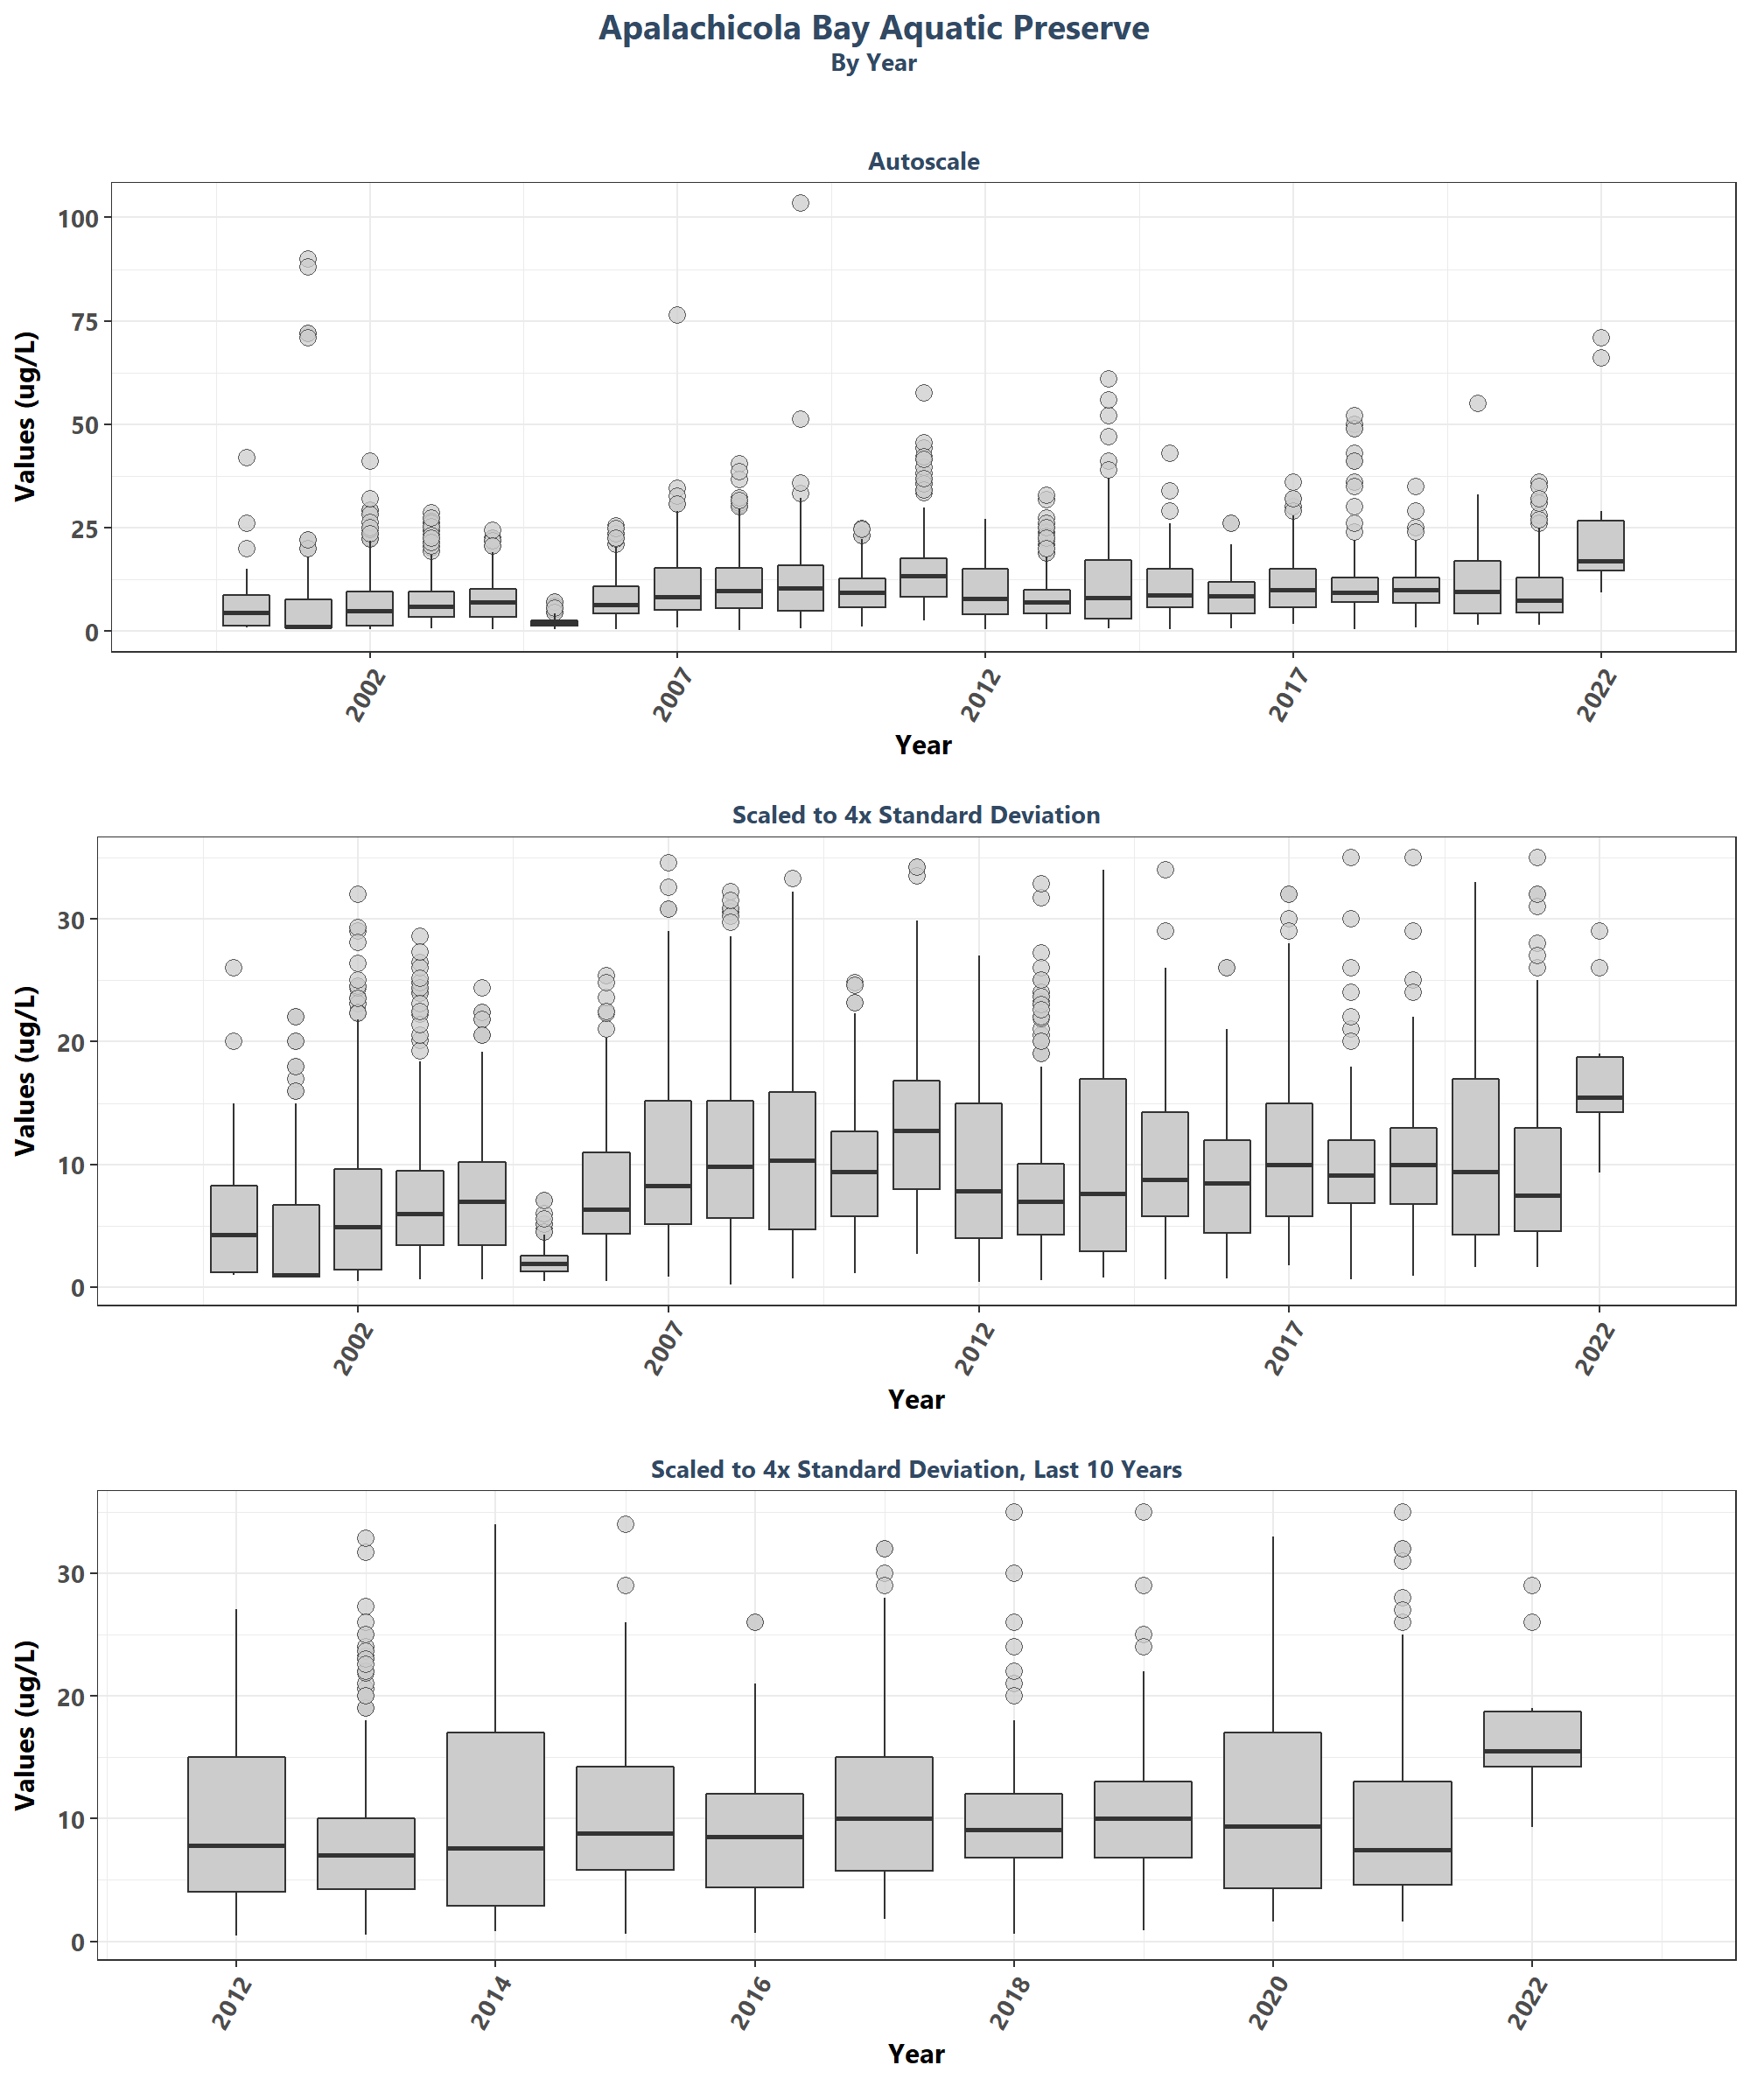 Apalachicola Bay Aquatic Preserve
By Year
Autoscale
Values (ug/L)
100
75
50
25
0
2002
2007
2012
2017
2022
Year
Scaled to 4x Standard Deviation
Values (ug/L)
30
20
10
0
2002
2007
2012
2017
2022
Year
Scaled to 4x Standard Deviation, Last 10 Years
Values (ug/L)
30
20
10
0
2012
2014
2016
2018
2020
2022
Year